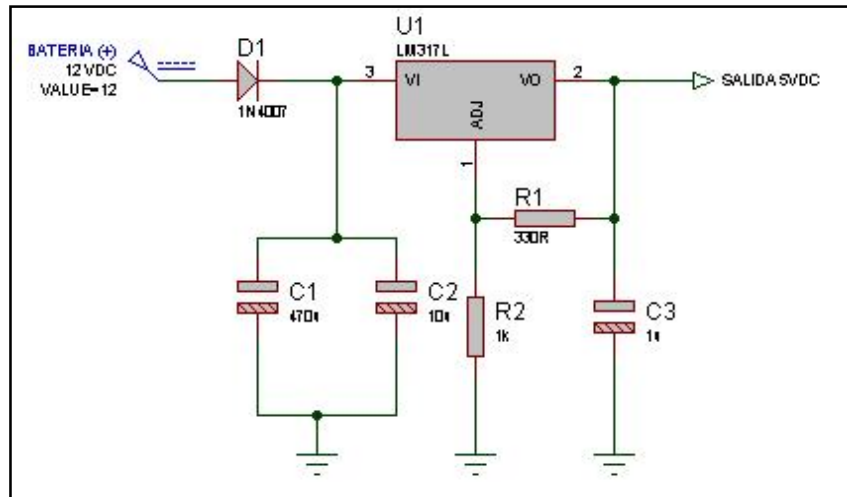 U1
LM317L
BATERIA (+)
12 VDC
VALUE=12
D1
1N4007
3
VI
VO
2
SALIDA 5VDC
ADJ
1
R1
330R
C1
470u
C2
10u
R2
1k
C3
1u